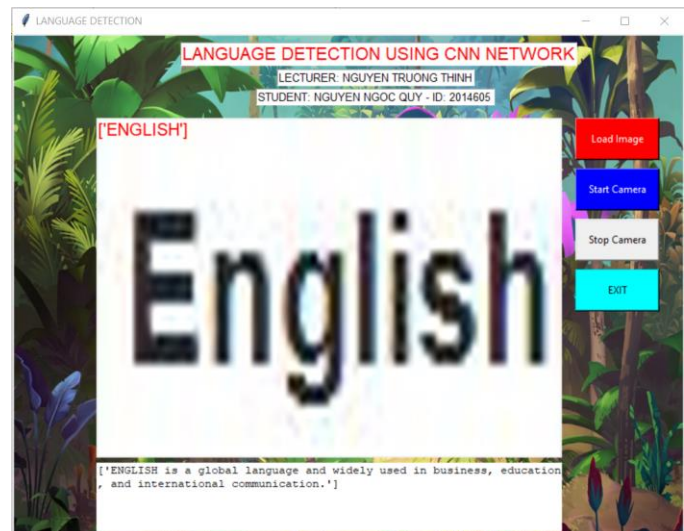 LANGUAGE DETECTION
LANGUAGE DETECTION USING CNN NETWORK
LECTURER: NGUYEN TRUONG THINH
STUDENT: NGUYEN NGOC QUY - ID: 2014605
['ENGLISH']
English
Load Image
Start Camera
Stop Camera
EXIT
['ENGLISH is a global language and widely used in business, education
, and international communication.']